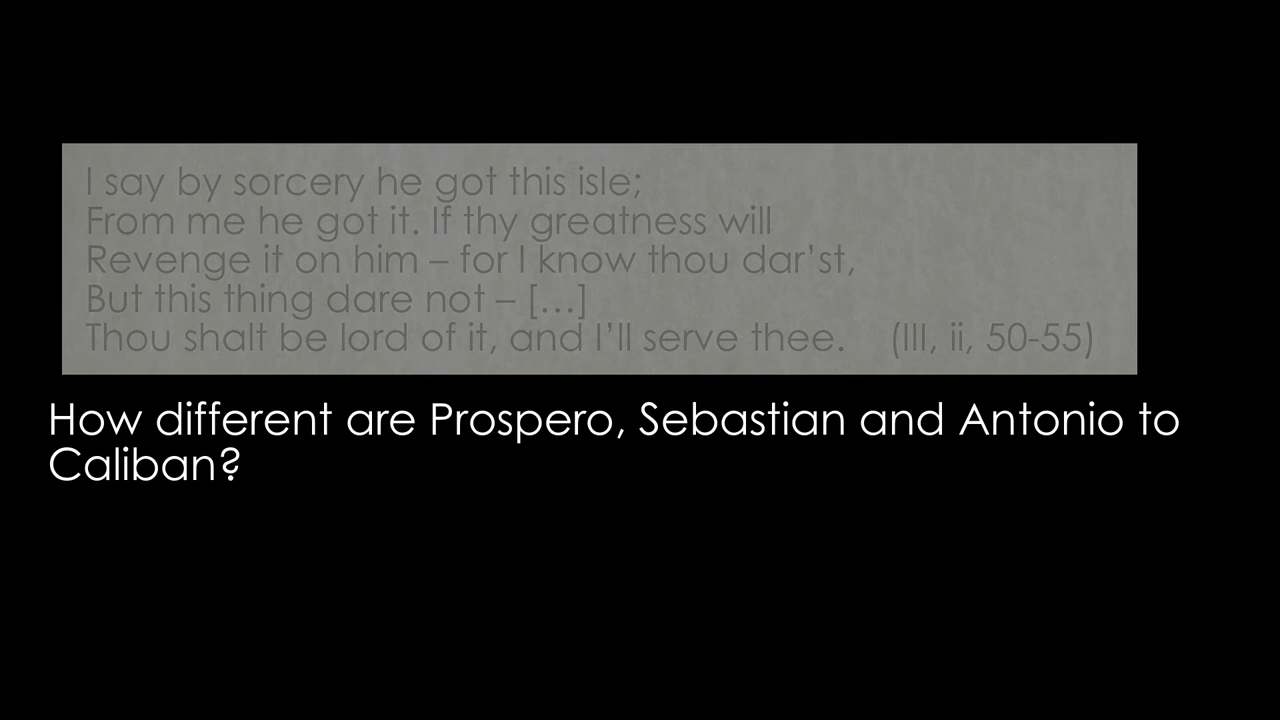 I say by sorcery he got this isle;
From me he got it. If thy greatness will
Revenge it on him – for I know thou dar’st,
But this thing dare not – […]
Thou shalt be lord of it, and I’ll serve thee. (III, ii, 50-55)
How different are Prospero, Sebastian and Antonio to
Caliban?